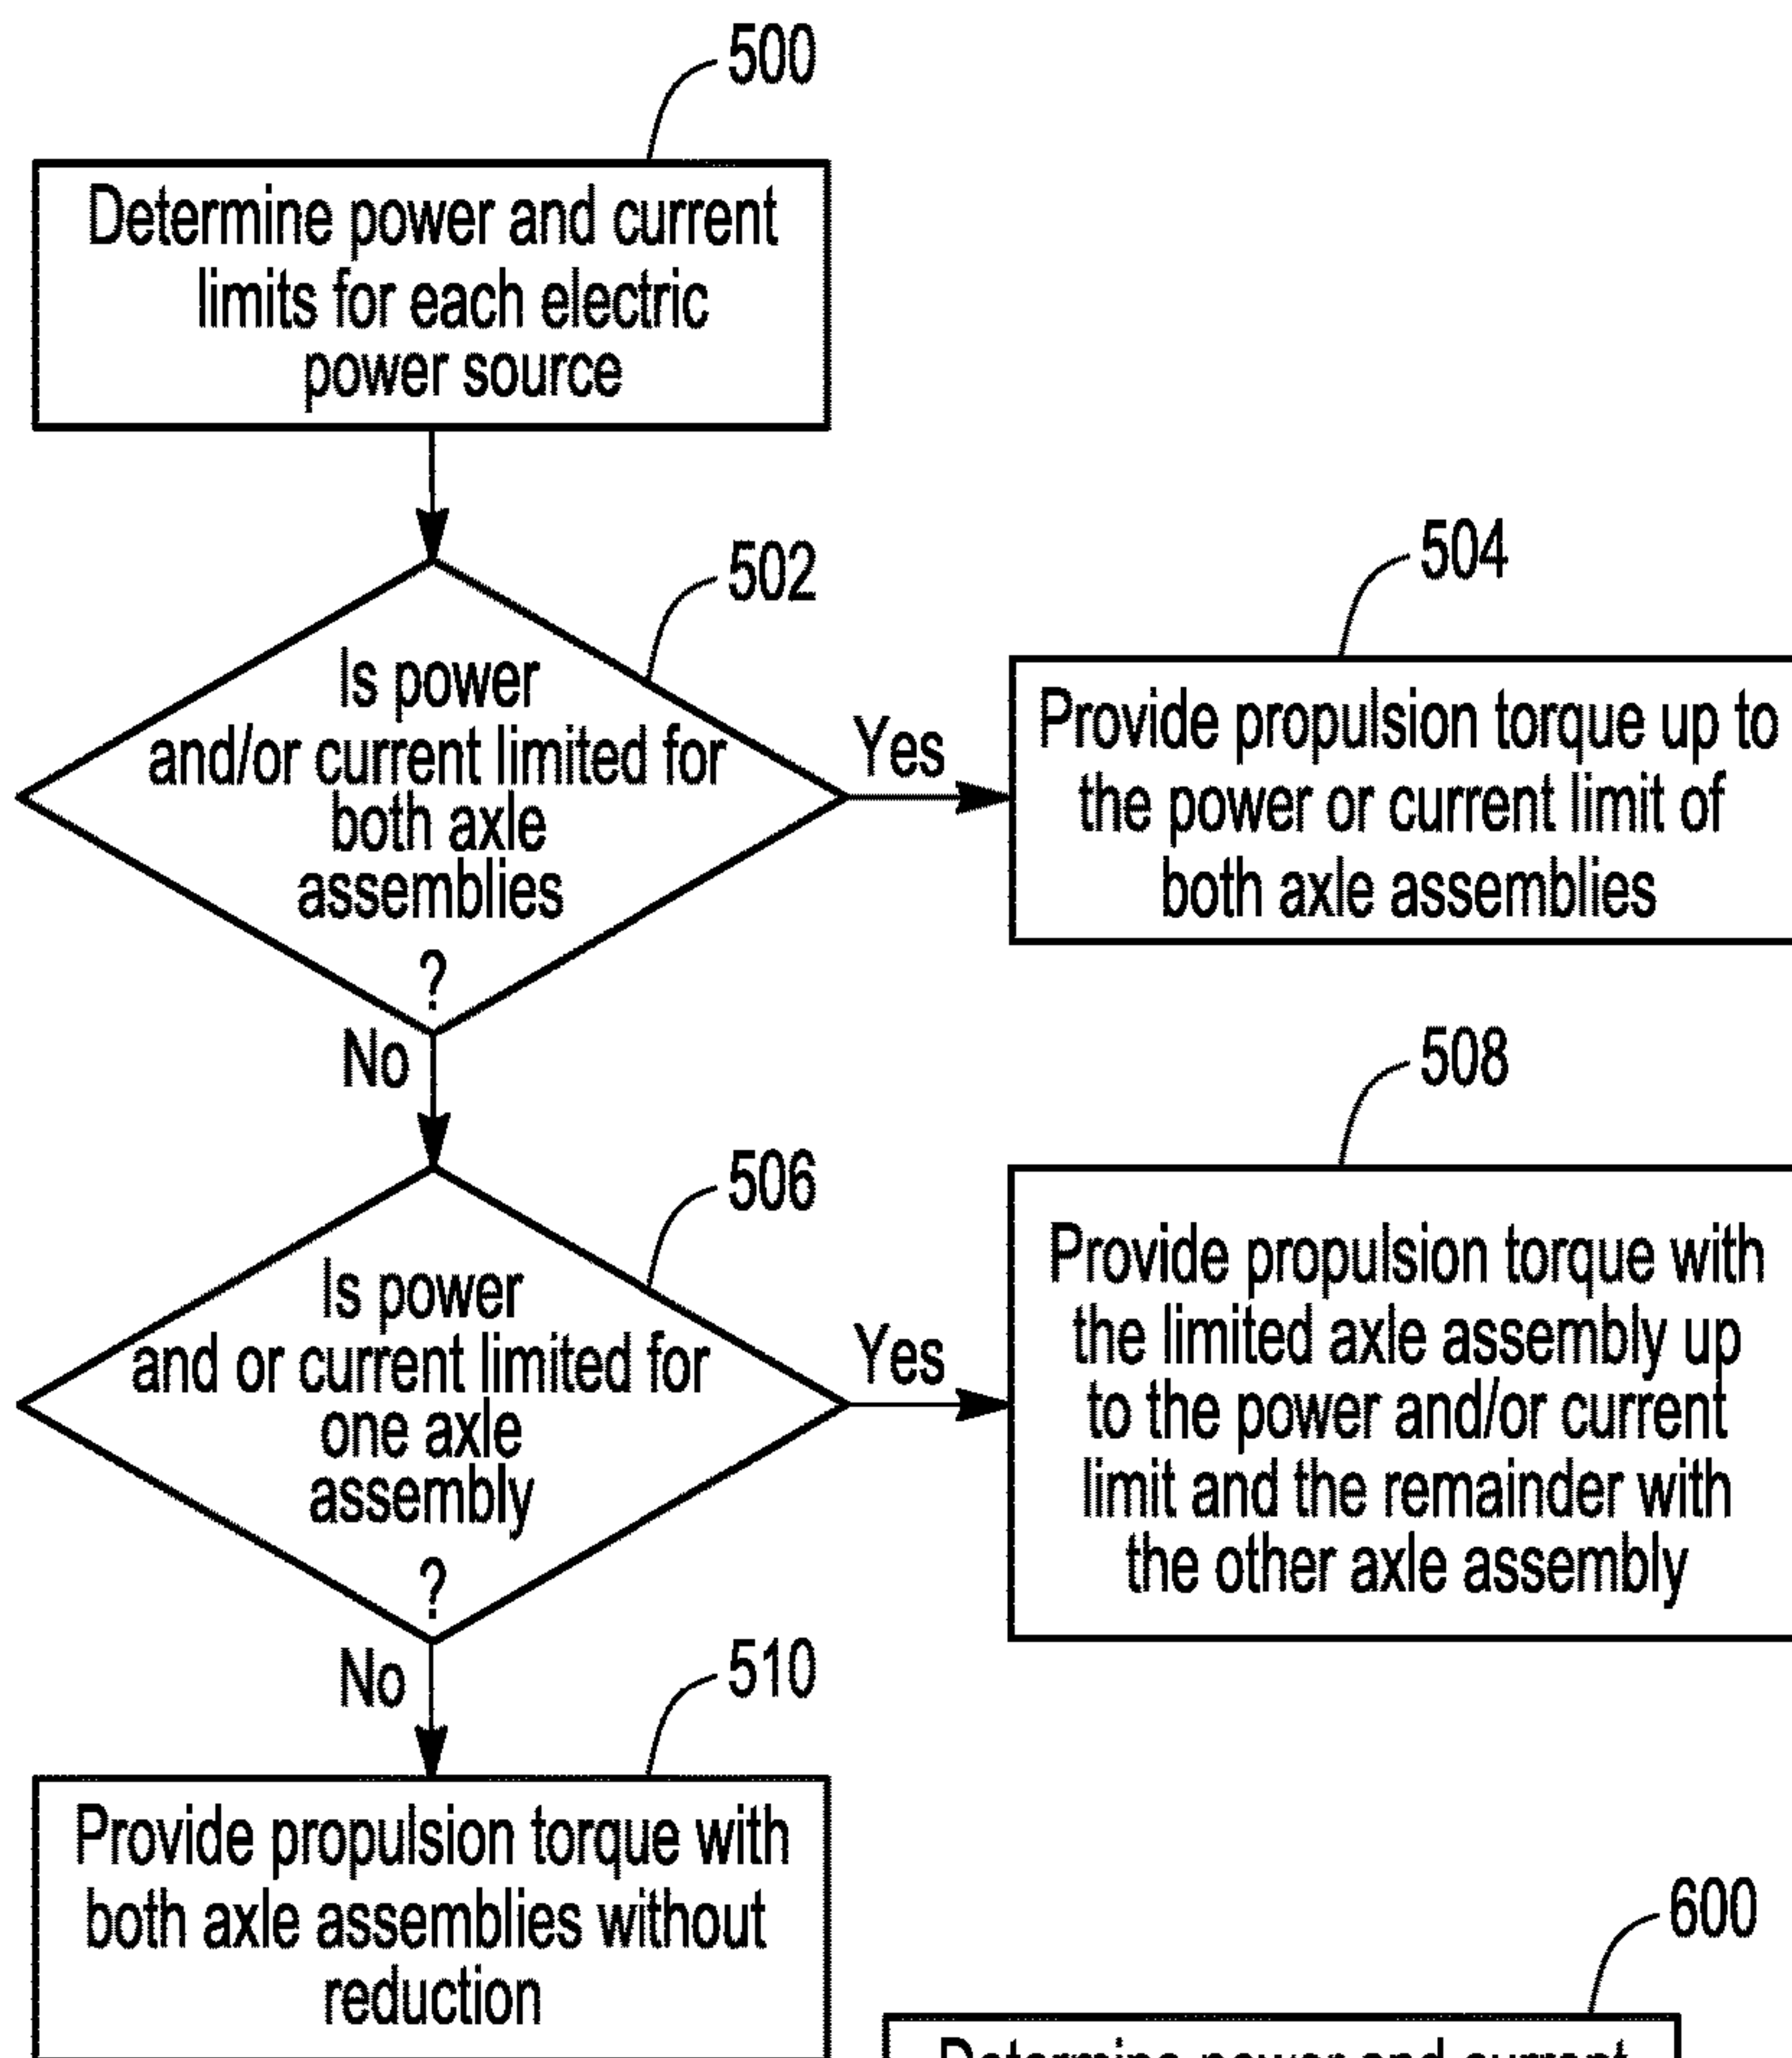 500
Determine power and current
limits for each electric
power source
502
Is power
and/or current limited for
both axle
assemblies
?
Yes
504
Provide propulsion torque up to
the power or current limit of
both axle assemblies
No
506
Is power
and or current limited for
one axle
assembly
?
Yes
508
Provide propulsion torque with
the limited axle assembly up
to the power and/or current
limit and the remainder with
the other axle assembly
No
510
Provide propulsion torque with
both axle assemblies without
reduction
600
Determine power and current